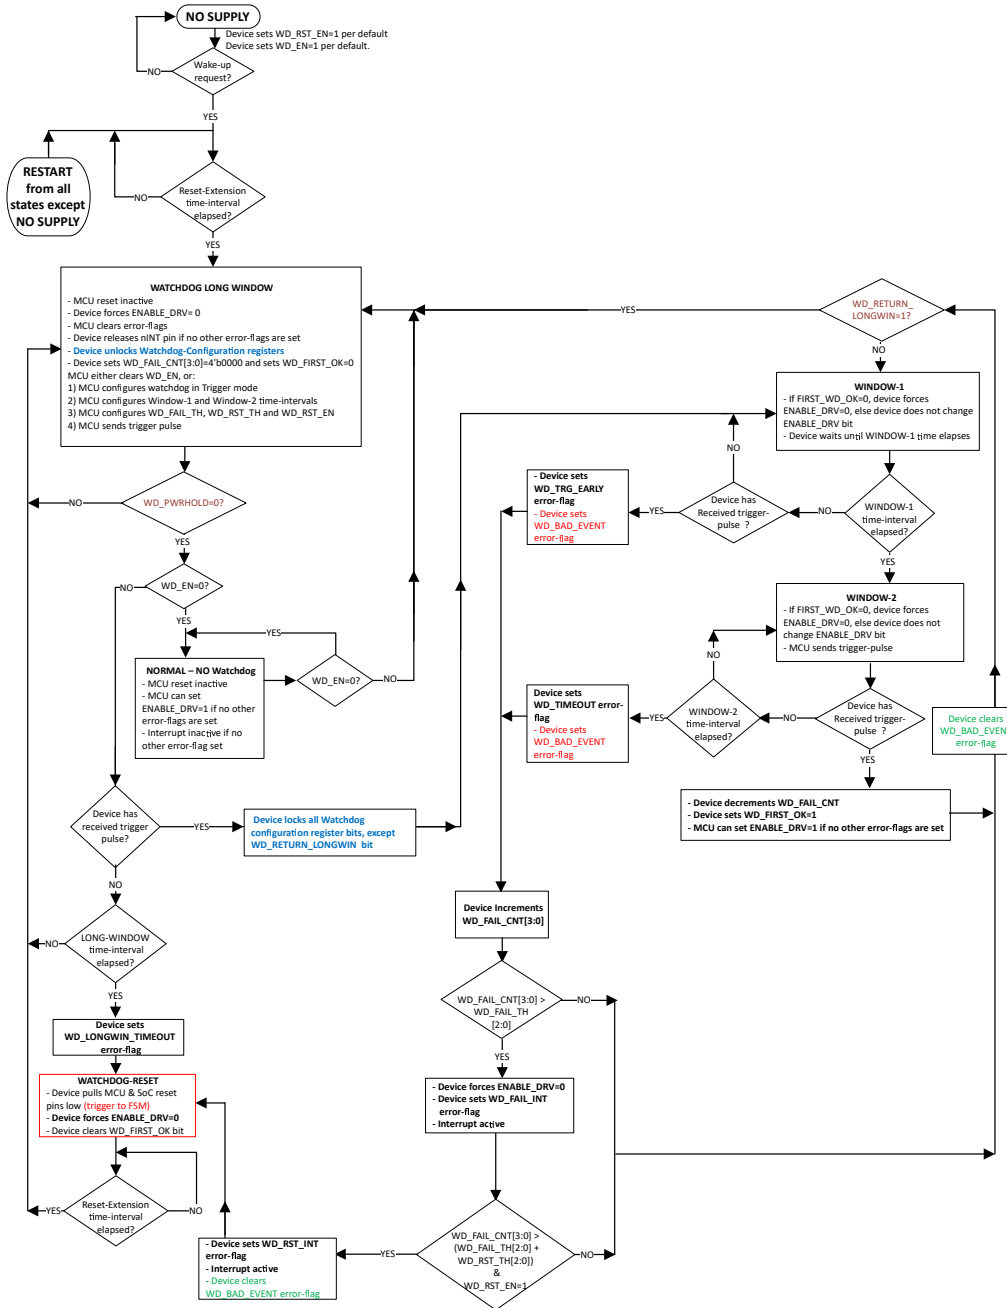 NO SUPPLY
Device sets WD_RST_EN=1 per default
Device sets WD_EN=1 per default.
Wake-up
request?
NO
YES
RESTART
from all
states except
NO SUPPLY
Reset-Extension
time-interval
elapsed?
NO
YES
WATCHDOG LONG WINDOW
- MCU reset inactive
- Device forces ENABLE_DRV= 0
- MCU clears error-flags
- Device releases nINT pin if no other error-flags are set
- Device unlocks Watchdog-Configuration registers
- Device sets WD_FAIL_CNT[3:0]=4'b0000 and sets WD_FIRST_OK=0
MCU either clears WD_EN, or:
1) MCU configures watchdog in Trigger mode
2) MCU configures Window-1 and Window-2 time-intervals
3) MCU configures WD_FAIL_TH, WD_RST_TH and WD_RST_EN
4) MCU sends trigger pulse
YES
WD_RETURN_
LONGWIN=1?
NO
WINDOW-1
- If FIRST_WD_OK=0, device forces
ENABLE_DRV=0, else device does not change
ENABLE_DRV bit
- Device waits until WINDOW-1 time elapses
NO
- Device sets
WD_TRG_EARLY
error-flag
- Device sets
WD_BAD_EVENT
error-flag
YES
Device has
Received trigger-
pulse ?
NO
WINDOW-1
time-interval
elapsed?
YES
NO
WD_PWRHOLD=0?
YES
NO
WD_EN=0?
YES
YES
NORMAL – NO Watchdog
- MCU reset inactive
- MCU can set
ENABLE_DRV=1 if no other
error-flags are set
- Interrupt inactive if no
other error-flag set
WD_EN=0?
NO
WINDOW-2
- If FIRST_WD_OK=0, device forces
ENABLE_DRV=0, else device does not
change ENABLE_DRV bit
- MCU sends trigger-pulse
NO
Device sets
WD_TIMEOUT error-
flag
- Device sets
WD_BAD_EVENT
error-flag
YES
WINDOW-2
time-interval
elapsed?
NO
Device has
Received trigger-
pulse ?
YES
Device clears
WD_BAD_EVEN
error-flag
- Device decrements WD_FAIL_CNT
- Device sets WD_FIRST_OK=1
- MCU can set ENABLE_DRV=1 if no other error-flags are set
Device has
received trigger
pulse?
YES
Device locks all Watchdog
configuration register bits, except
WD_RETURN_LONGWIN bit
NO
NO
LONG-WINDOW
time-interval
elapsed?
YES
Device sets
WD_LONGWIN_TIMEOUT
error-flag
WATCHDOG-RESET
- Device pulls MCU & SoC reset
pins low (trigger to FSM)
- Device forces ENABLE_DRV=0
- Device clears WD_FIRST_OK bit
YES
Reset-Extension
time-interval
elapsed?
NO
Device Increments
WD_FAIL_CNT[3:0]
WD_FAIL_CNT[3:0] >
WD_FAIL_TH
[2:0]
NO
YES
- Device forces ENABLE_DRV=0
- Device sets WD_FAIL_INT
error-flag
- Interrupt active
WD_FAIL_CNT[3:0] >
(WD_FAIL_TH[2:0] +
WD_RST_TH[2:0])
&
WD_RST_EN=1
NO
YES
- Device sets WD_RST_INT
error-flag
- Interrupt active
- Device clears
WD_BAD_EVENT error-flag